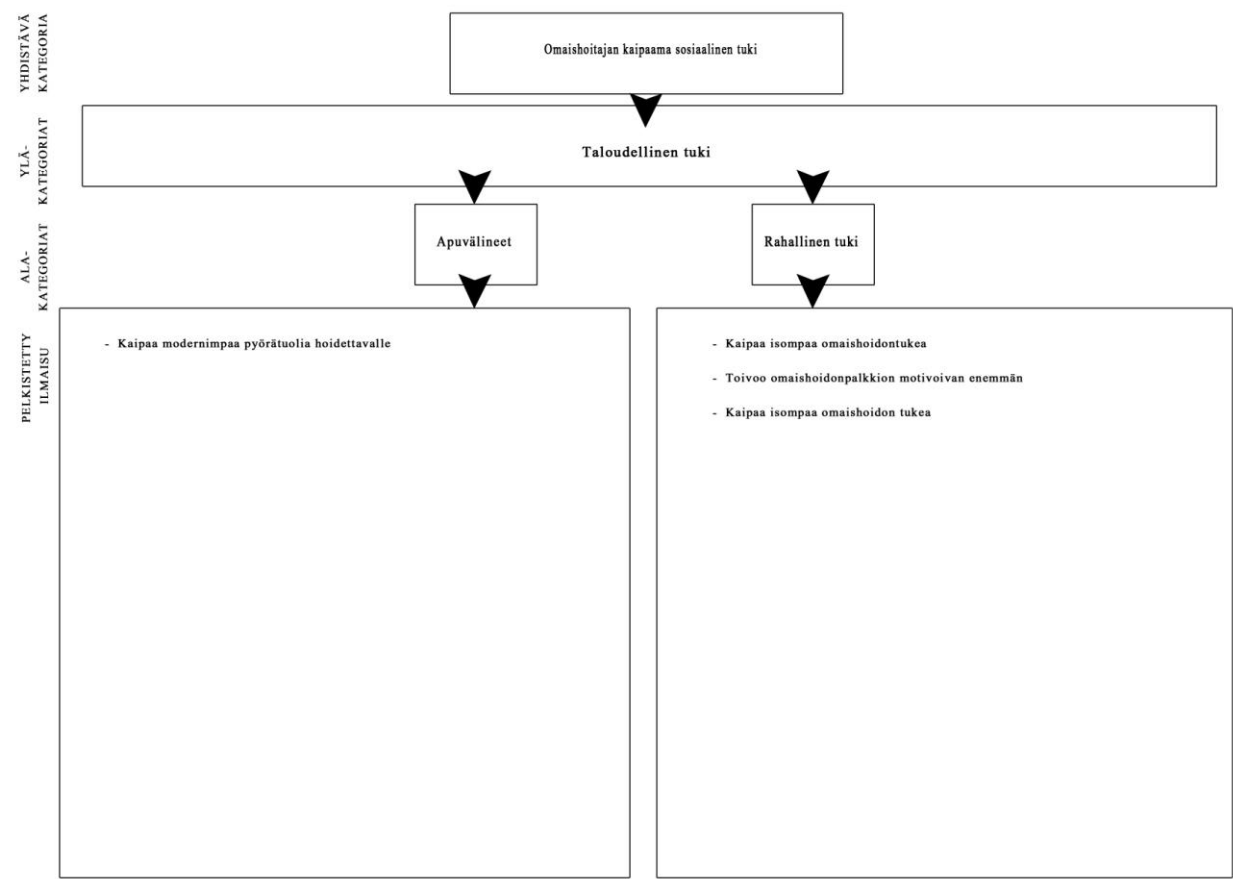 YHDISTÄVÄ
KATEGORIA
Omaishoitajan kaipaama sosiaalinen tuki
YLÄ-
KATEGORIAT
Taloudellinen tuki
ALA-
KATEGORIAT
Apuvälineet
Rahallinen tuki
PELKISTETTY
ILMAISU
- Kaipaa modernimpaa pyörätuolia hoidettavalle
- Kaipaa isompaa omaishoidontukea
- Toivoo omaishoidonpalkkion motivoivan enemmän
- Kaipaa isompaa omaishoidon tukea